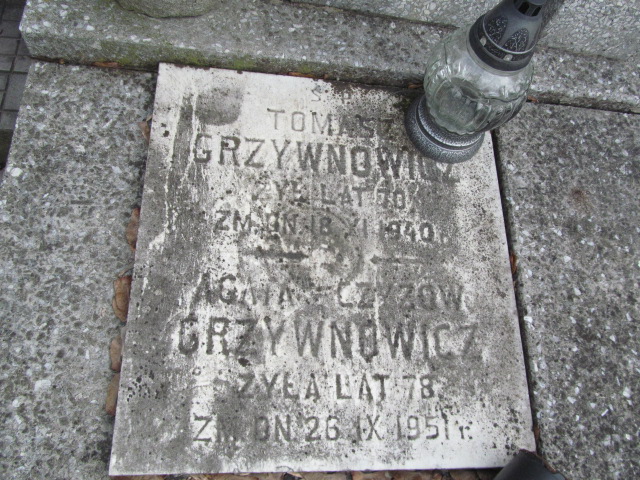 Ś. P.
TOMASZ
GRZYWNOWICZ
ŻYŁ LAT 70
ZM. DN 18 XI 1940 r.
AGATA z CZYŻÓW
GRZYWNOWICZ
ŻYŁA LAT 78
ZM. DN 26 IX 1951 r.